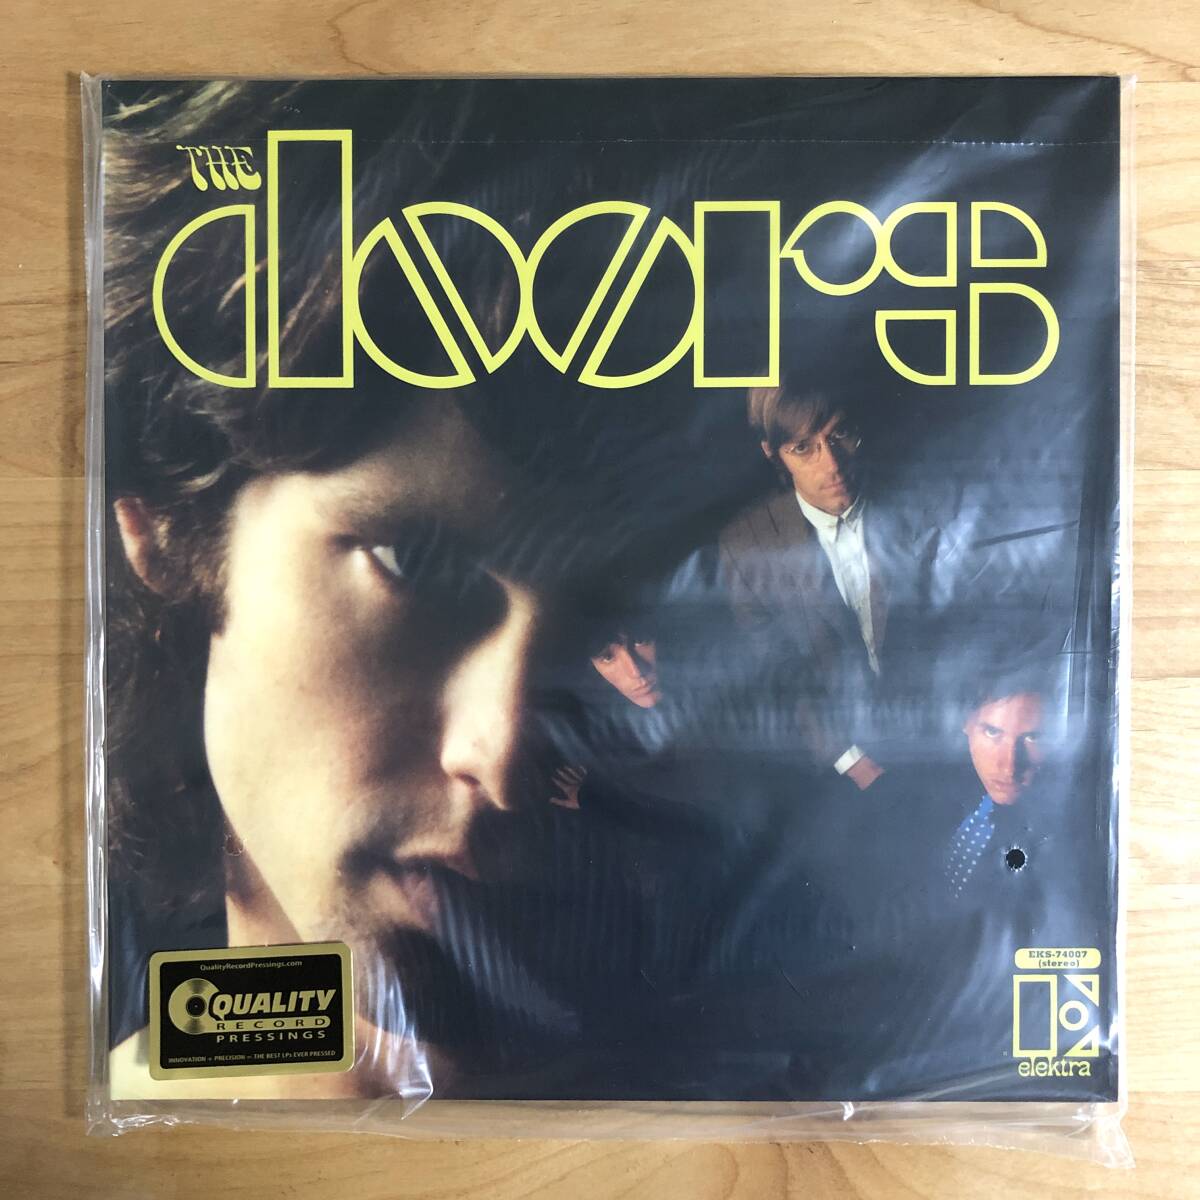 THE
doors
QualityRecordPressings.com
QUALITY
RECORD
PRESSINGS
INNOVATION + PRECISION = THE BEST LPs EVER PRESSED
EKS-74007
(stereo)
elektra